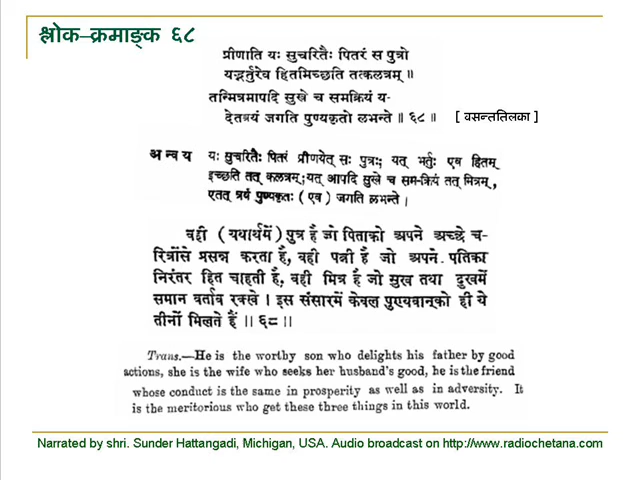 श्लोक-क्रमाङ्क ६८
प्रीणाति यः सुचरितैः पितरं स पुत्रो
यद्भर्तुरेव हितमिच्छति तत्कलत्रम् ॥
तन्मित्रमापदि सुखे च समक्रियं य-
देतत्रयं जगति पुण्यकृतो लभन्ते ॥ ६८ ॥ [ वसन्ततिलका ]
अन्वय यः सुचरितैः पितरं प्रीणयेत् सः पुत्रः; यत् भर्तुः एव हितम्
इच्छति तत् कलत्रम्; यत् आपदि सुखे च सम-क्रियं तत् मित्रम्,
एतत् त्रयं पुण्यकृतः ( एव ) जगति लभन्ते ।
वही ( यथार्थमें ) पुत्र है जो पिताको अपने अच्छे च-
रित्रोंसे प्रसन्न करता है, वही पत्नी है जो अपने पतिका
निरंतर हित चाहती है, वही मित्र है जो सुख तथा दुखमें
समान वर्ताव रक्खे । इस संसारमें केवल पुण्यवान्को ही ये
तीनों मिलते हैं ॥ ६८ ॥
Trans.—He is the worthy son who delights his father by good
actions, she is the wife who seeks her husband's good, he is the friend
whose conduct is the same in prosperity as well as in adversity. It
is the meritorious who get these three things in this world.
Narrated by shri. Sunder Hattangadi, Michigan, USA. Audio broadcast on http://www.radiochetana.com